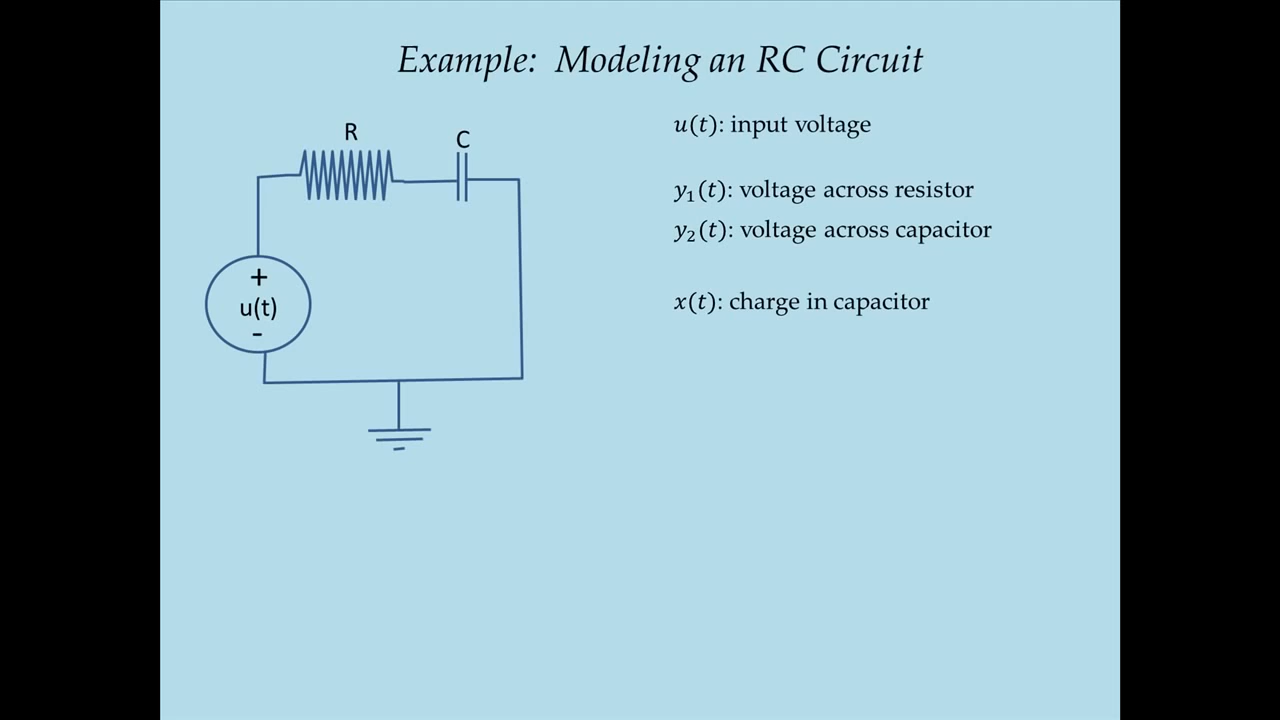 Example: Modeling an RC Circuit
R
C
+
u(t)
-
u(t): input voltage
y₁(t): voltage across resistor
y₂(t): voltage across capacitor
x(t): charge in capacitor